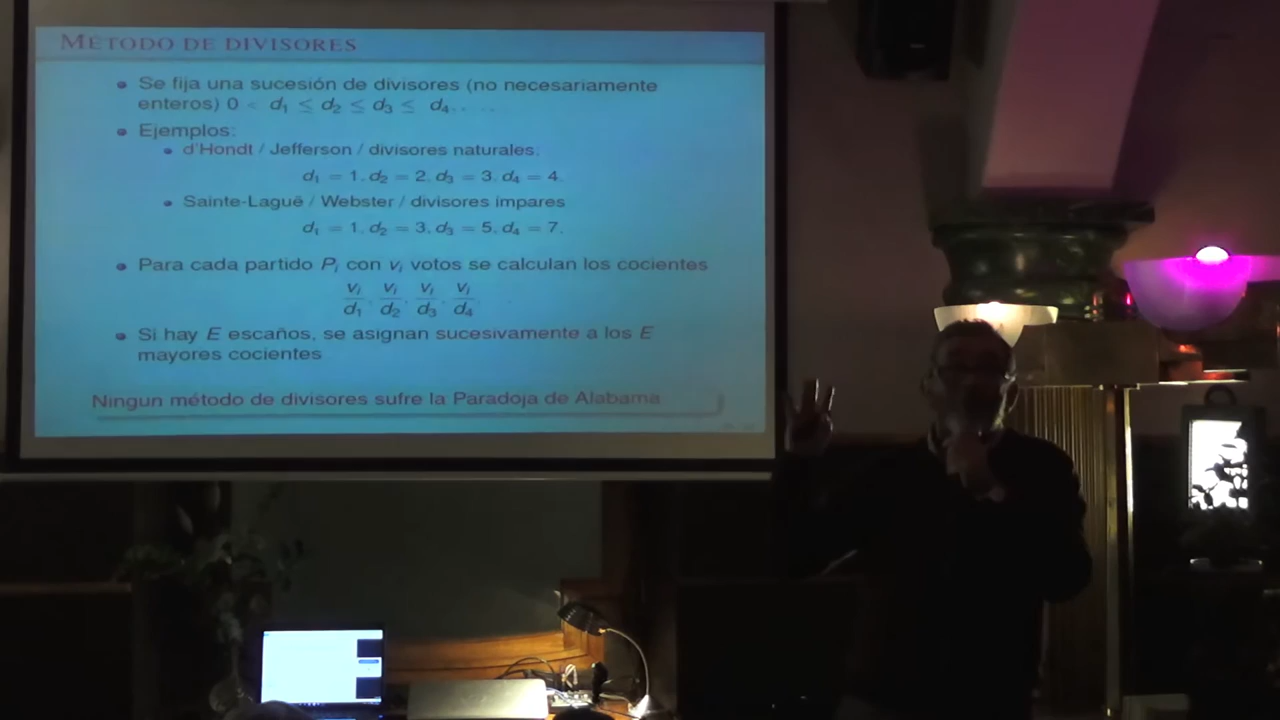 MÉTODO DE DIVISORES
Se fija una sucesión de divisores (no necesariamente
enteros) 0 < d₁ ≤ d₂ ≤ d₃ ≤ d₄. . . .
Ejemplos:
d'Hondt / Jefferson / divisores naturales.
d₁ = 1, d₂ = 2, d₃ = 3, d₄ = 4.
Sainte-Laguë / Webster / divisores impares
d₁ = 1, d₂ = 3, d₃ = 5, d₄ = 7.
Para cada partido Pᵢ con vᵢ votos se calculan los cocientes
vᵢ/d₁, vᵢ/d₂, vᵢ/d₃, vᵢ/d₄
Si hay E escaños, se asignan sucesivamente a los E
mayores cocientes
Ningun método de divisores sufre la Paradoja de Alabama